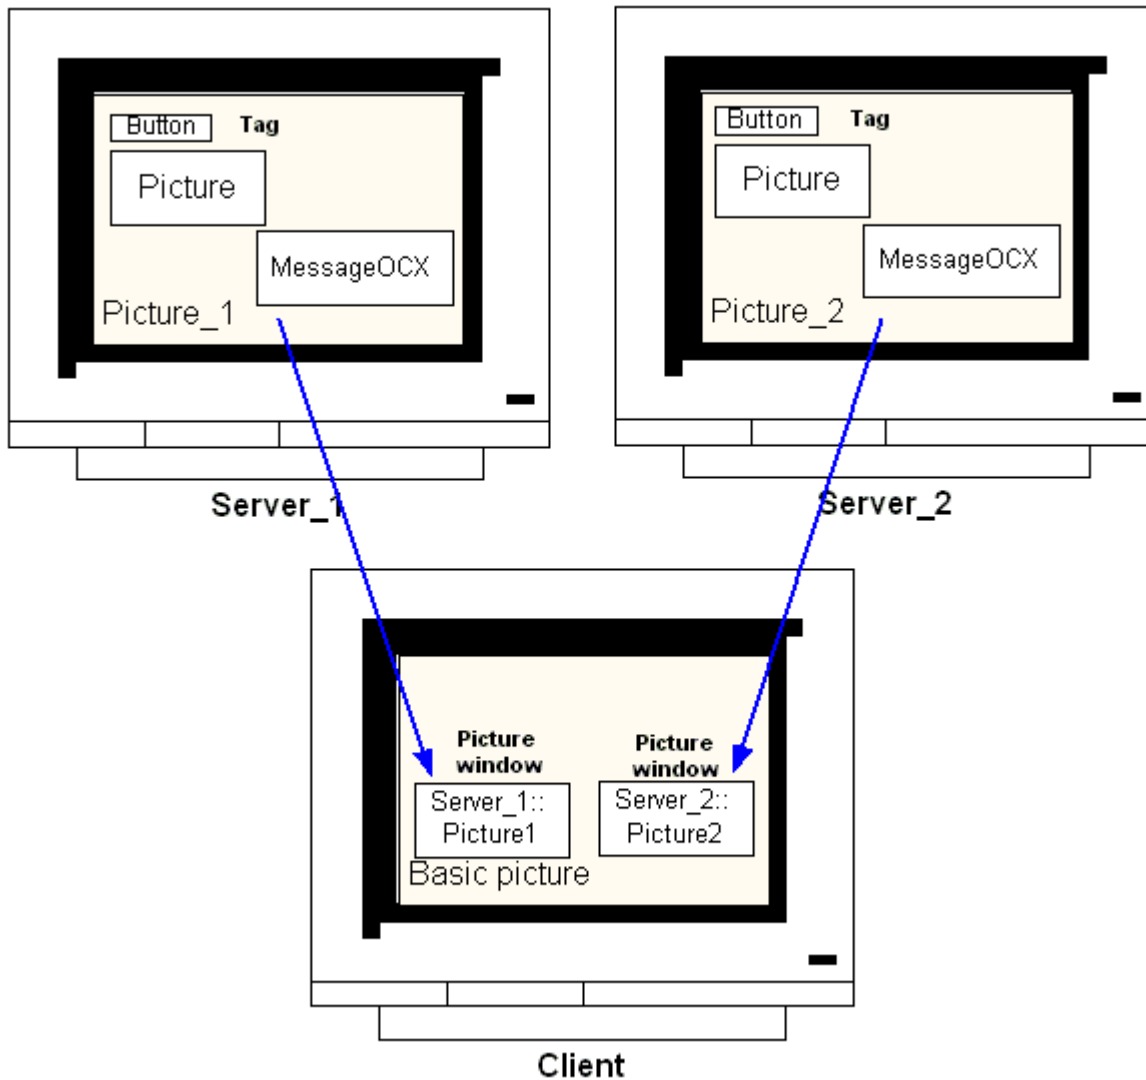 Button Tag
Picture
MessageOCX
Picture_1
Server_1
Button Tag
Picture
MessageOCX
Picture_2
Server_2
Picture
window
Server_1::
Picture1
Picture
window
Server_2::
Picture2
Basic picture
Client